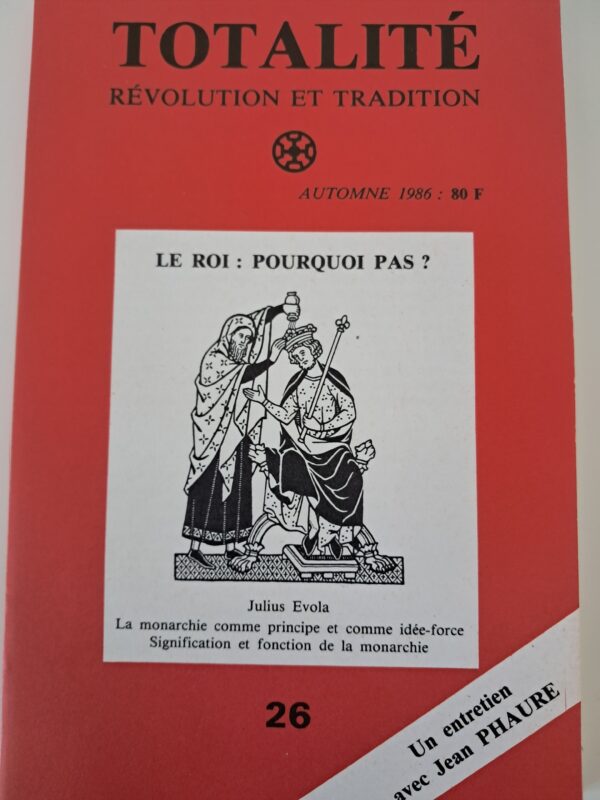 TOTALITÉ
RÉVOLUTION ET TRADITION
AUTOMNE 1986 : 80 F
LE ROI : POURQUOI PAS ?
Julius Evola
La monarchie comme principe et comme idée-force
Signification et fonction de la monarchie
26
Un entretien
avec Jean PHAURE